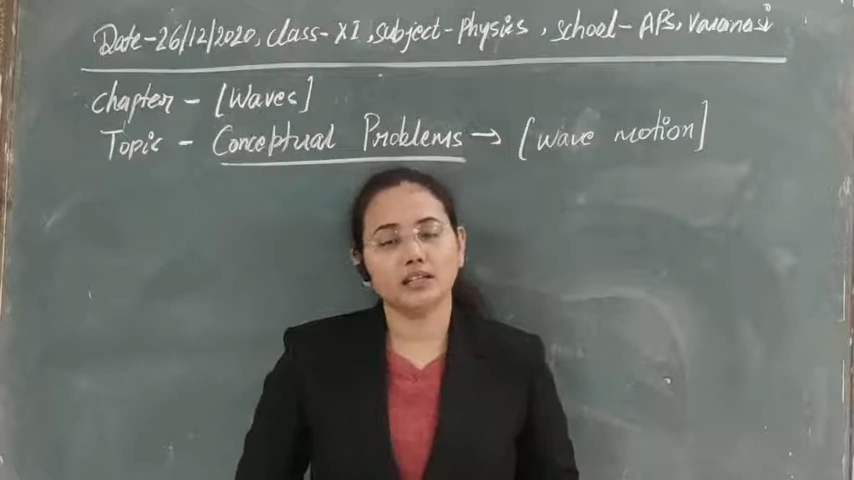 Date-26/12/2020, class-XI, subject-Physics, school-APS, Varanasi
chapter - [Waves]
Topic - Conceptual Problems → [wave motion]